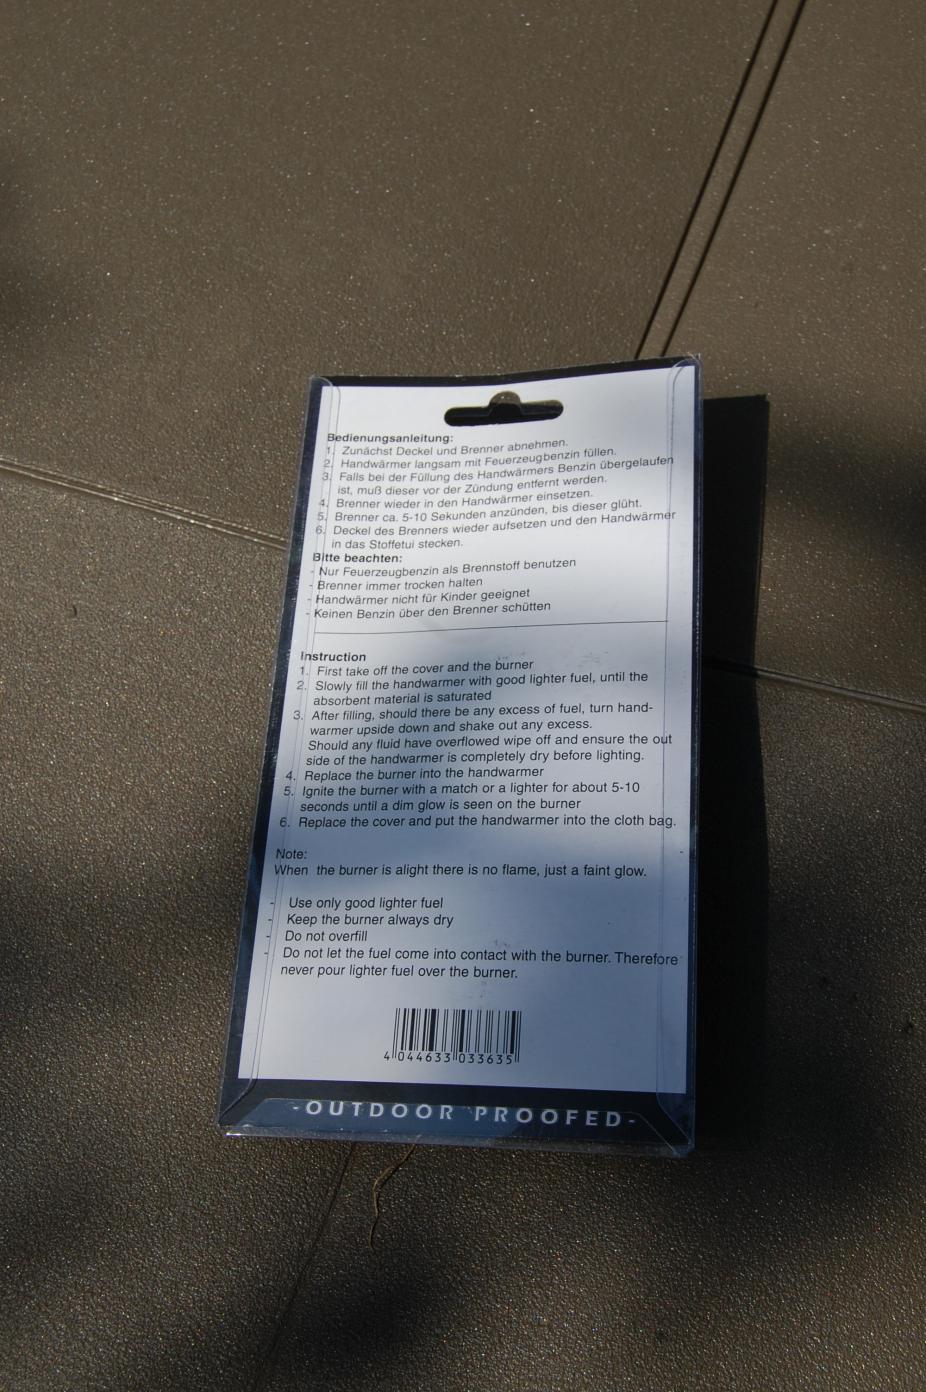 Bedienungsanleitung:
1. Zunächst Deckel und Brenner abnehmen.
2. Handwärmer langsam mit Feuerzeugbenzin füllen.
3. Falls bei der Füllung des Handwärmers Benzin übergelaufen
ist, muß dieser vor der Zündung entfernt werden.
4. Brenner wieder in den Handwärmer einsetzen.
5. Brenner ca. 5-10 Sekunden anzünden, bis dieser glüht.
6. Deckel des Brenners wieder aufsetzen und den Handwärmer
in das Stoffetui stecken.
Bitte beachten:
- Nur Feuerzeugbenzin als Brennstoff benutzen
- Brenner immer trocken halten
- Handwärmer nicht für Kinder geeignet
- Keinen Benzin über den Brenner schütten
Instruction
1. First take off the cover and the burner
2. Slowly fill the handwarmer with good lighter fuel, until the
absorbent material is saturated
3. After filling, should there be any excess of fuel, turn hand-
warmer upside down and shake out any excess.
Should any fluid have overflowed wipe off and ensure the out
side of the handwarmer is completely dry before lighting.
4. Replace the burner into the handwarmer
5. Ignite the burner with a match or a lighter for about 5-10
seconds until a dim glow is seen on the burner
6. Replace the cover and put the handwarmer into the cloth bag.
Note:
When the burner is alight there is no flame, just a faint glow.
- Use only good lighter fuel
- Keep the burner always dry
- Do not overfill
- Do not let the fuel come into contact with the burner. Therefore
never pour lighter fuel over the burner.
4 044633 033635
-OUTDOOR PROOFED-